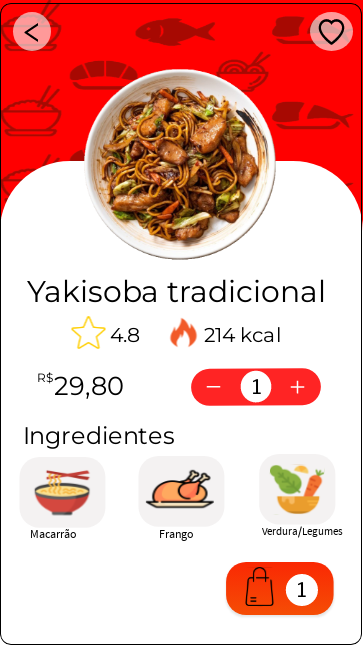 <
Yakisoba tradicional
4.8 214 kcal
R$29,80 − 1 +
Ingredientes
Macarrão Frango Verdura/Legumes
1